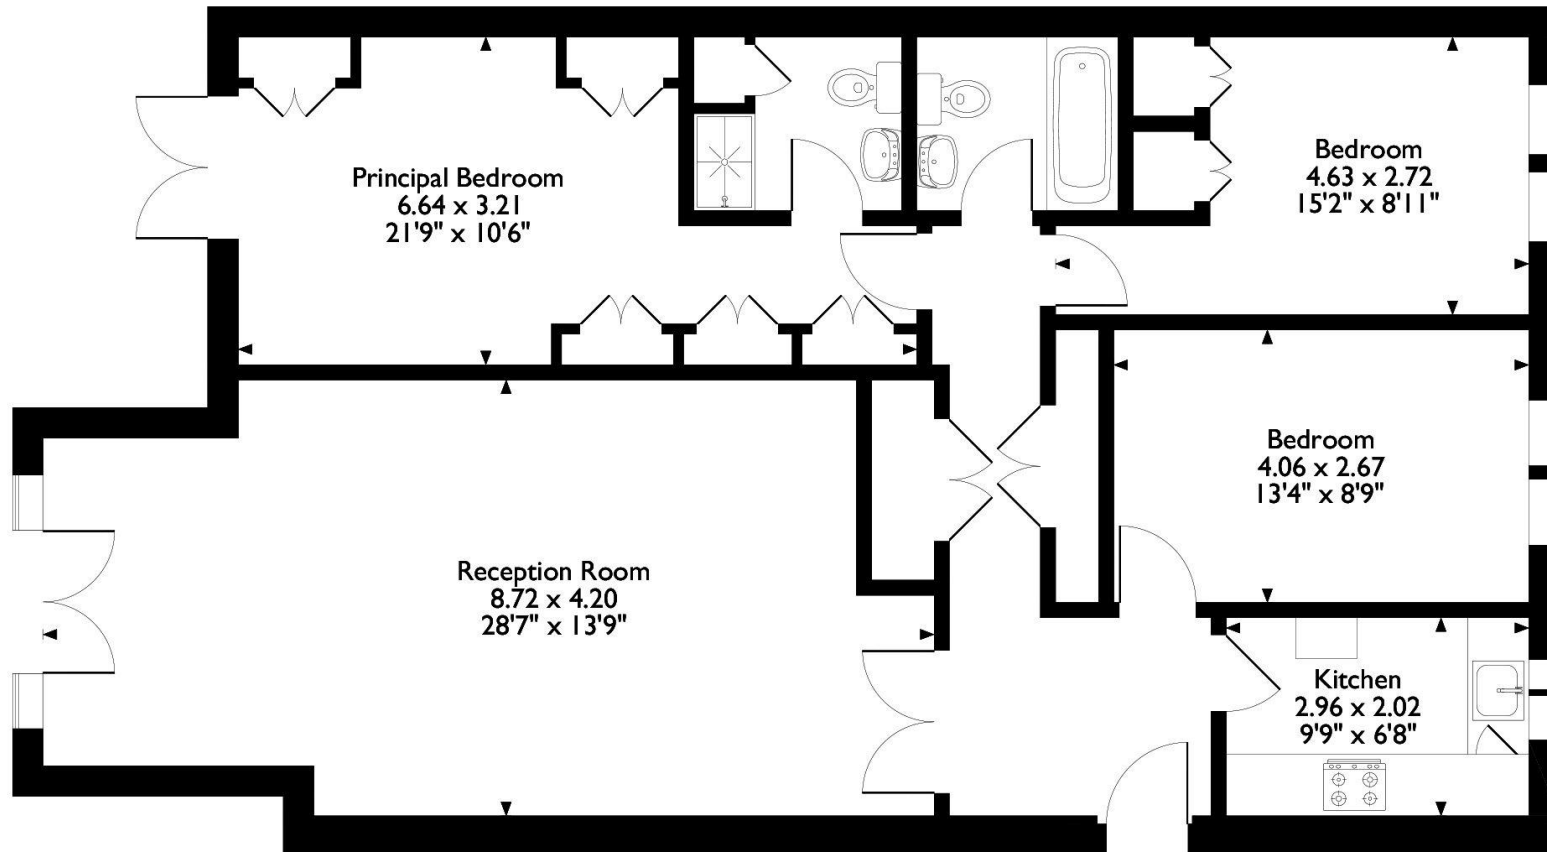 Principal Bedroom
6.64 x 3.21
21'9" x 10'6"
Bedroom
4.63 x 2.72
15'2" x 8'11"
Bedroom
4.06 x 2.67
13'4" x 8'9"
Reception Room
8.72 x 4.20
28'7" x 13'9"
Kitchen
2.96 x 2.02
9'9" x 6'8"